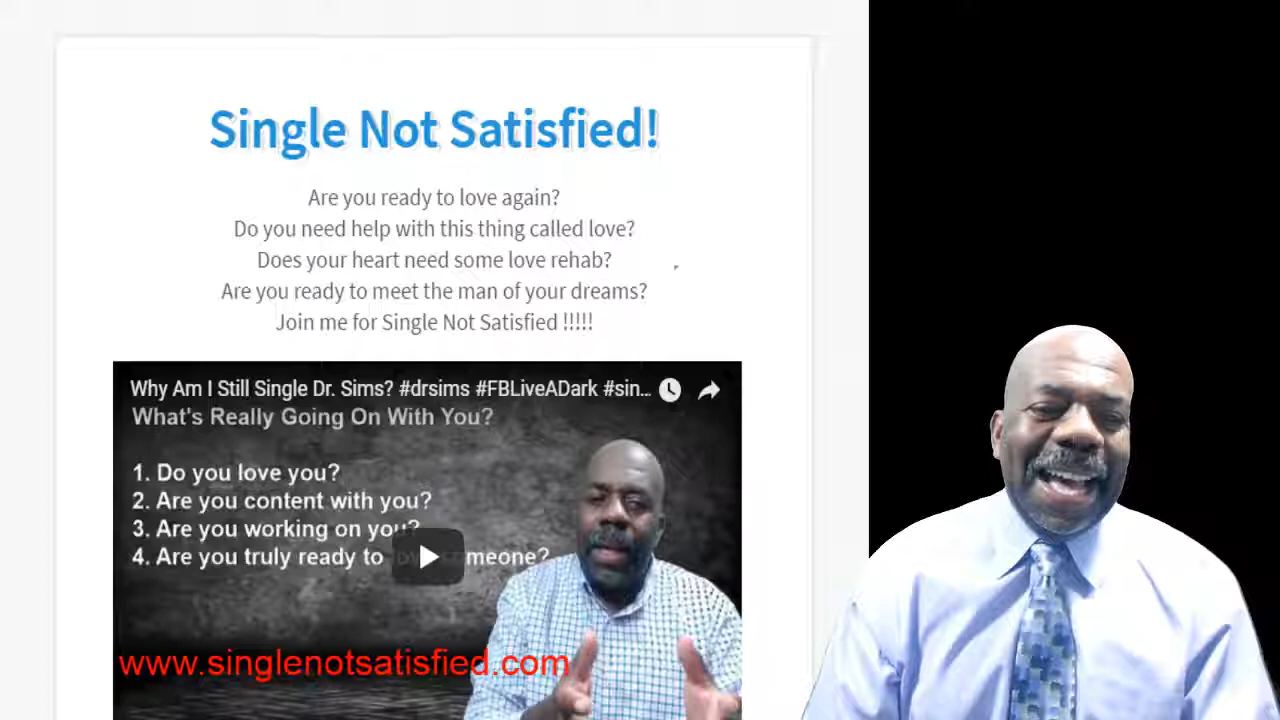 Single Not Satisfied!
Are you ready to love again?
Do you need help with this thing called love?
Does your heart need some love rehab?
Are you ready to meet the man of your dreams?
Join me for Single Not Satisfied !!!!!
Why Am I Still Single Dr. Sims? #drsims #FBLiveADark #sin...
What's Really Going On With You?
1. Do you love you?
2. Are you content with you?
3. Are you working on you?
4. Are you truly ready to
www.singlenotsatisfied.com